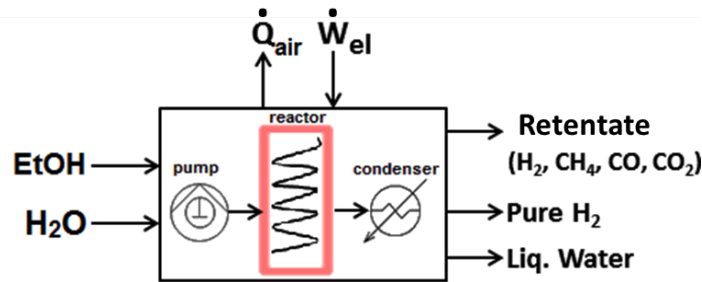 Q̇air Ẇel
reactor
EtOH
pump
condenser
H₂O
Retentate
(H₂, CH₄, CO, CO₂)
Pure H₂
Liq. Water